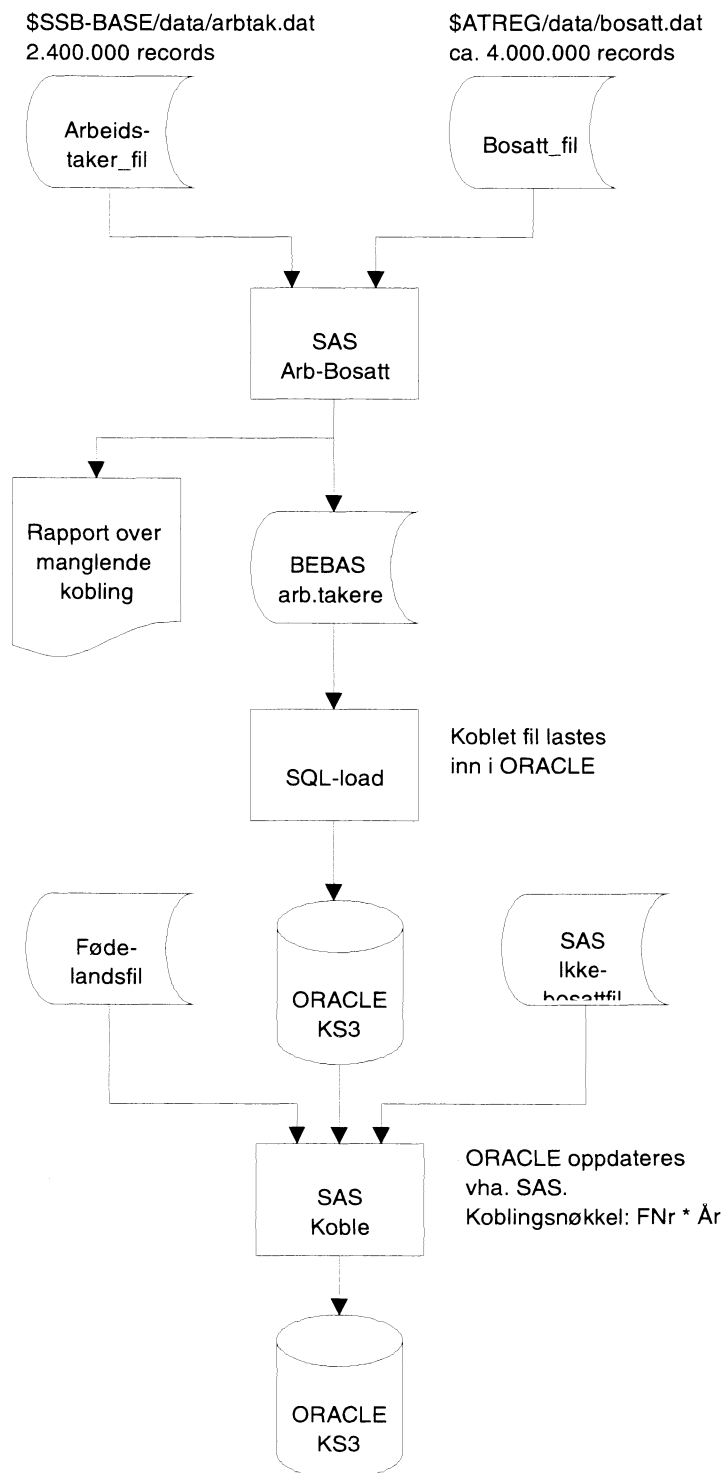 $SSB-BASE/data/arbtak.dat
2.400.000 records
$ATREG/data/bosatt.dat
ca. 4.000.000 records
Arbeids-
taker_fil
Bosatt_fil
SAS
Arb-Bosatt
Rapport over
manglende
kobling
BEBAS
arb.takere
SQL-load
Koblet fil lastes
inn i ORACLE
Føde-
landsfil
ORACLE
KS3
SAS
Ikke-
bosattfil
SAS
Koble
ORACLE oppdateres
vha. SAS.
Koblingsnøkkel: FNr * År
ORACLE
KS3